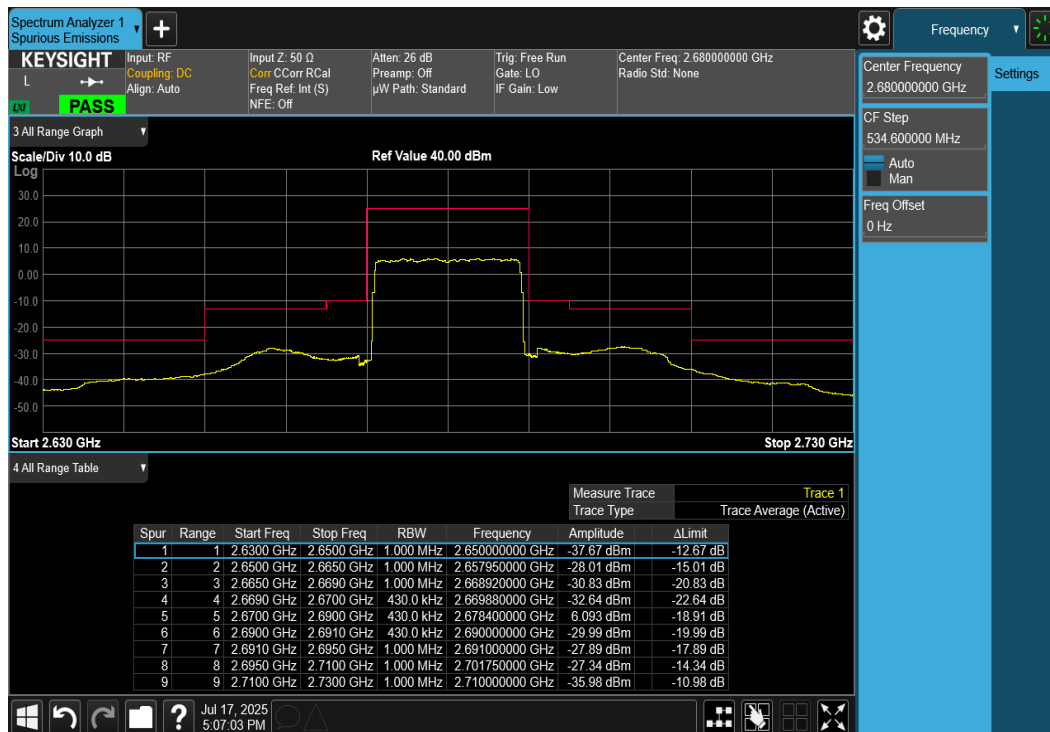 Spectrum Analyzer 1
Spurious Emissions
Frequency
KEYSIGHT
L
LXI
PASS
Input: RF
Coupling: DC
Align: Auto
Input Z: 50 Ω
Corr CCorr RCal
Freq Ref: Int (S)
NFE: Off
Atten: 26 dB
Preamp: Off
µW Path: Standard
Trig: Free Run
Gate: LO
IF Gain: Low
Center Freq: 2.680000000 GHz
Radio Std: None
Center Frequency
2.680000000 GHz
Settings
CF Step
534.600000 MHz
Auto
Man
Freq Offset
0 Hz
3 All Range Graph
Scale/Div 10.0 dB
Ref Value 40.00 dBm
Log
30.0
20.0
10.0
0.00
-10.0
-20.0
-30.0
-40.0
-50.0
Start 2.630 GHz
Stop 2.730 GHz
4 All Range Table
Measure Trace Trace 1
Trace Type Trace Average (Active)
Spur Range Start Freq Stop Freq RBW Frequency Amplitude ΔLimit
1 1 2.6300 GHz 2.6500 GHz 1.000 MHz 2.650000000 GHz -37.67 dBm -12.67 dB
2 2 2.6500 GHz 2.6650 GHz 1.000 MHz 2.657950000 GHz -28.01 dBm -15.01 dB
3 3 2.6650 GHz 2.6690 GHz 1.000 MHz 2.668920000 GHz -30.83 dBm -20.83 dB
4 4 2.6690 GHz 2.6700 GHz 430.0 kHz 2.669880000 GHz -32.64 dBm -22.64 dB
5 5 2.6700 GHz 2.6900 GHz 430.0 kHz 2.678400000 GHz 6.093 dBm -18.91 dB
6 6 2.6900 GHz 2.6910 GHz 430.0 kHz 2.690000000 GHz -29.99 dBm -19.99 dB
7 7 2.6910 GHz 2.6950 GHz 1.000 MHz 2.691000000 GHz -27.89 dBm -17.89 dB
8 8 2.6950 GHz 2.7100 GHz 1.000 MHz 2.701750000 GHz -27.34 dBm -14.34 dB
9 9 2.7100 GHz 2.7300 GHz 1.000 MHz 2.710000000 GHz -35.98 dBm -10.98 dB
Jul 17, 2025
5:07:03 PM